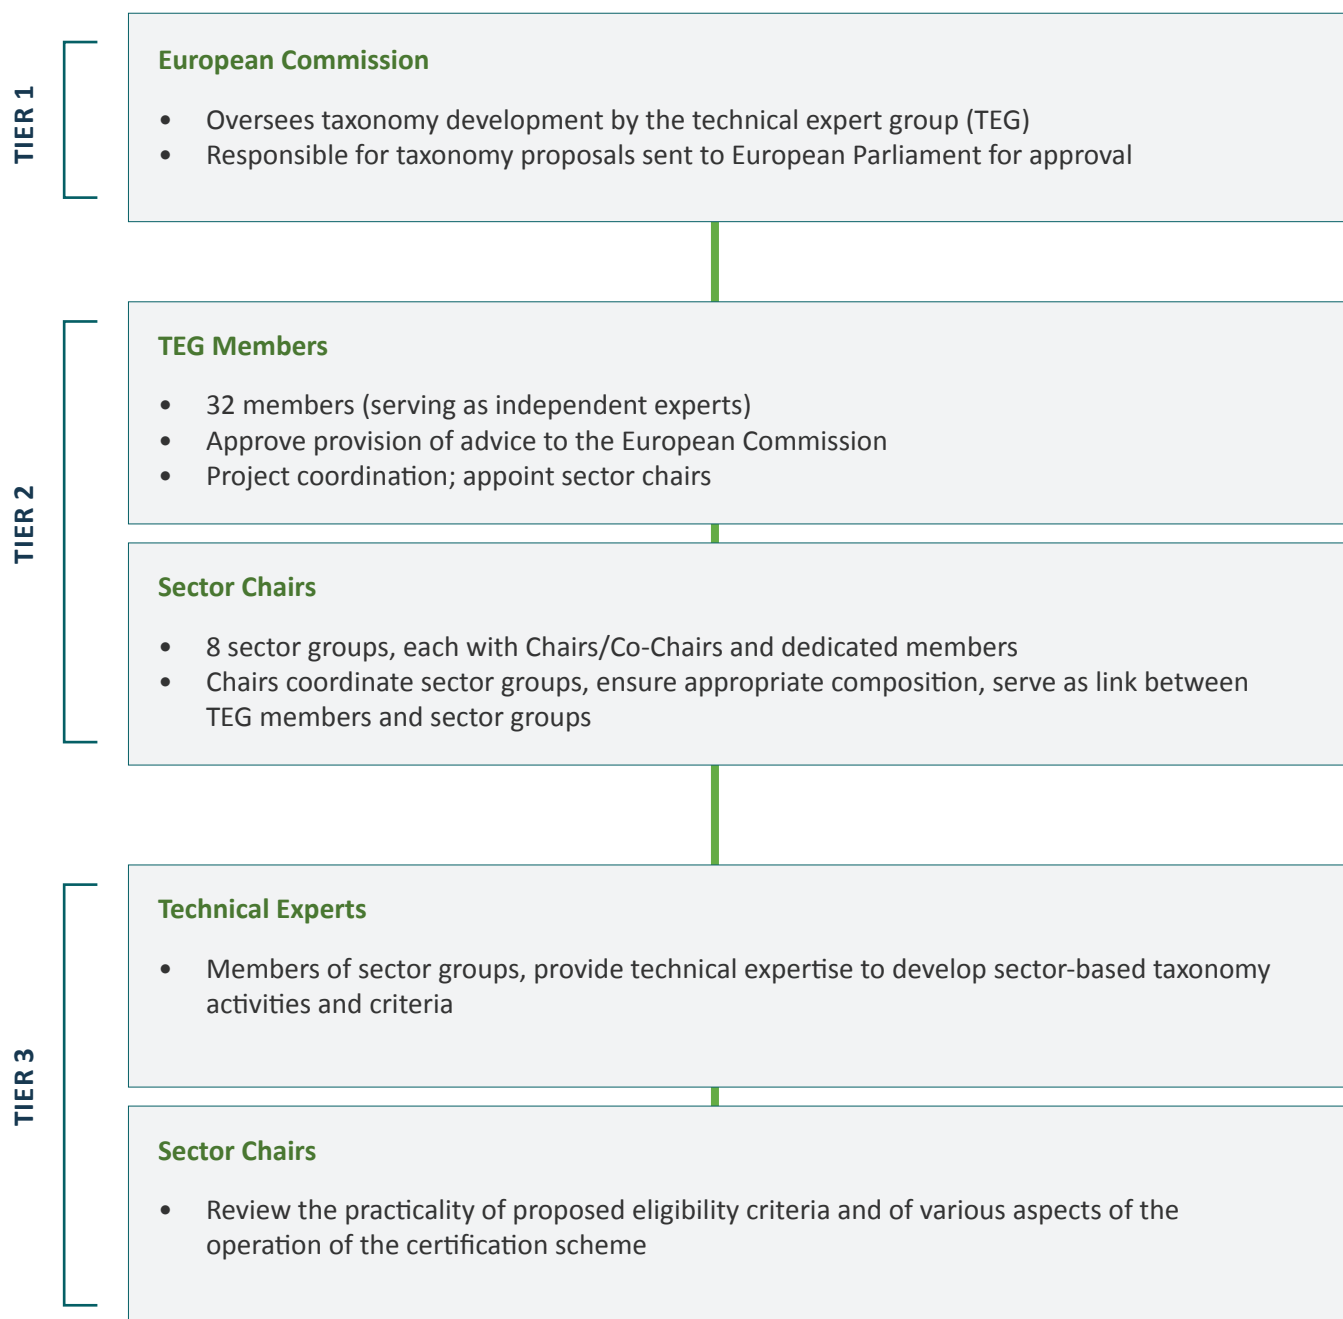 TIER 1
European Commission
• Oversees taxonomy development by the technical expert group (TEG)
• Responsible for taxonomy proposals sent to European Parliament for approval
TIER 2
TEG Members
• 32 members (serving as independent experts)
• Approve provision of advice to the European Commission
• Project coordination; appoint sector chairs
Sector Chairs
• 8 sector groups, each with Chairs/Co-Chairs and dedicated members
• Chairs coordinate sector groups, ensure appropriate composition, serve as link between
TEG members and sector groups
TIER 3
Technical Experts
• Members of sector groups, provide technical expertise to develop sector-based taxonomy
activities and criteria
Sector Chairs
• Review the practicality of proposed eligibility criteria and of various aspects of the
operation of the certification scheme